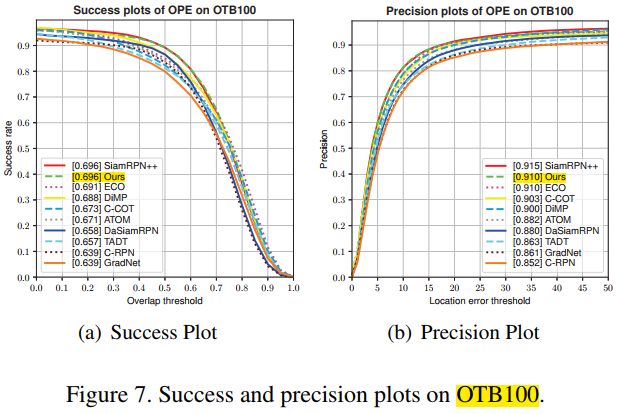 Success plots of OPE on OTB100
Success rate
0.9
0.8
0.7
0.6
0.5
0.4
0.3
0.2
0.1
0.0
[0.696] SiamRPN++
[0.696] Ours
[0.691] ECO
[0.688] DiMP
[0.673] C-COT
[0.671] ATOM
[0.658] DaSiamRPN
[0.657] TADT
[0.639] C-RPN
[0.639] GradNet
0.0 0.1 0.2 0.3 0.4 0.5 0.6 0.7 0.8 0.9 1.0
Overlap threshold
(a) Success Plot
Precision plots of OPE on OTB100
Precision
0.9
0.8
0.7
0.6
0.5
0.4
0.3
0.2
0.1
0.0
[0.915] SiamRPN++
[0.910] Ours
[0.910] ECO
[0.903] C-COT
[0.900] DiMP
[0.882] ATOM
[0.880] DaSiamRPN
[0.863] TADT
[0.861] GradNet
[0.852] C-RPN
0 5 10 15 20 25 30 35 40 45 50
Location error threshold
(b) Precision Plot
Figure 7. Success and precision plots on OTB100.